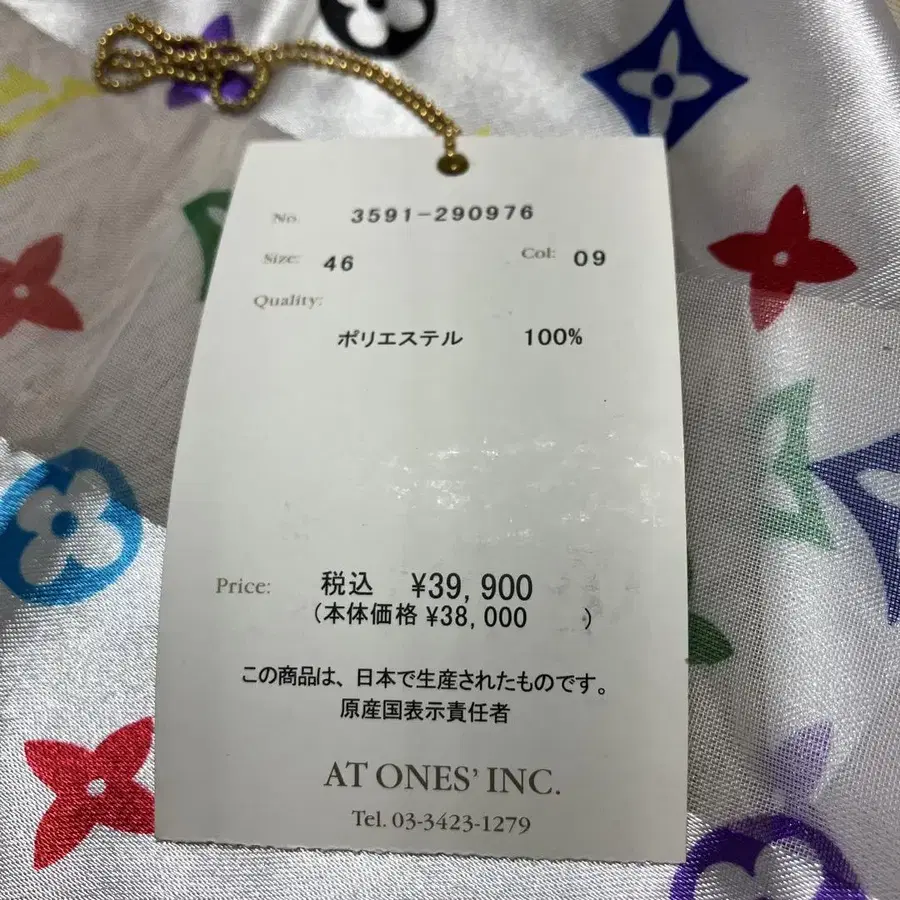 No. 3591-290976
Size: 46 Col: 09
Quality:
ポリエステル 100%
Price: 税込 ¥39,900
(本体価格 ¥38,000 )
この商品は、日本で生産されたものです。
原産国表示責任者
AT ONES' INC.
Tel. 03-3423-1279